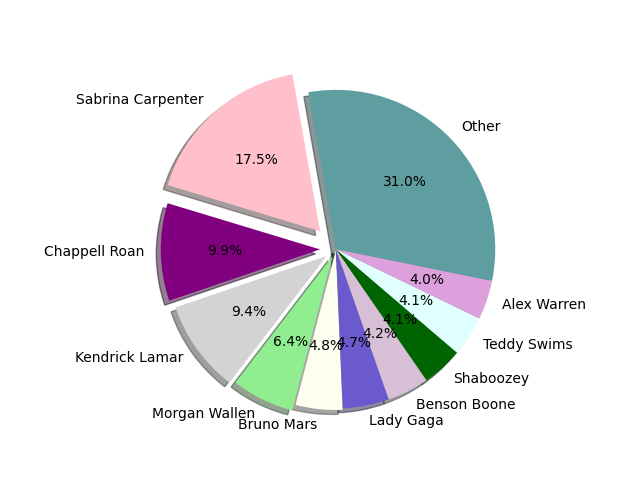 Sabrina Carpenter
17.5%
Other
31.0%
Chappell Roan
9.9%
Kendrick Lamar
9.4%
Morgan Wallen
6.4%
Bruno Mars
4.8%
Lady Gaga
4.7%
Benson Boone
4.2%
Shaboozey
4.1%
Teddy Swims
4.1%
Alex Warren
4.0%